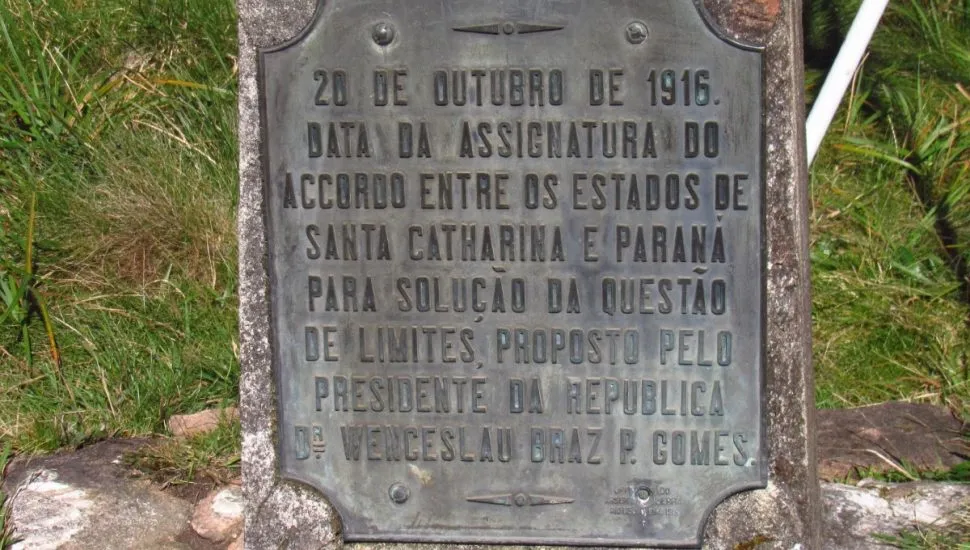 20 DE OUTUBRO DE 1916.
DATA DA ASSIGNATURA DO
ACCORDO ENTRE OS ESTADOS DE
SANTA CATHARINA E PARANÁ
PARA SOLUÇÃO DA QUESTÃO
DE LIMITES, PROPOSTO PELO
PRESIDENTE DA REPUBLICA
DR WENCESLAU BRAZ P. GOMES.